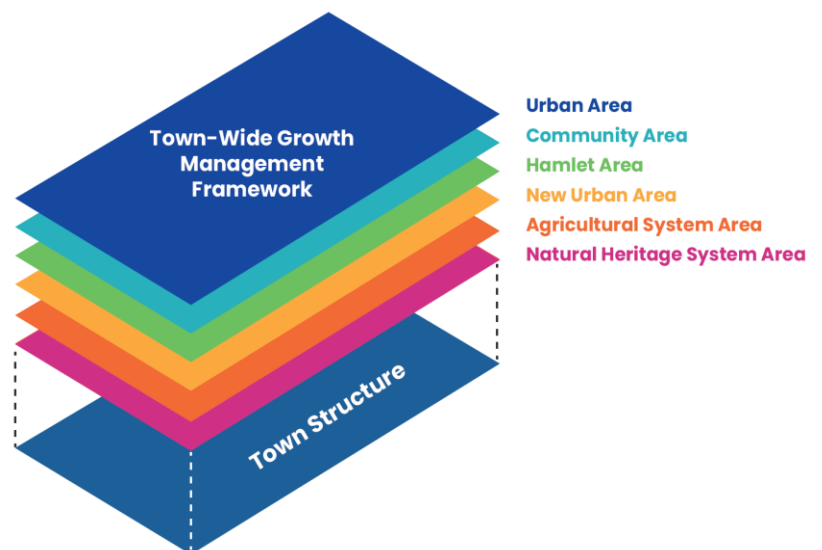 Town-Wide Growth
Management
Framework
Urban Area
Community Area
Hamlet Area
New Urban Area
Agricultural System Area
Natural Heritage System Area
Town Structure